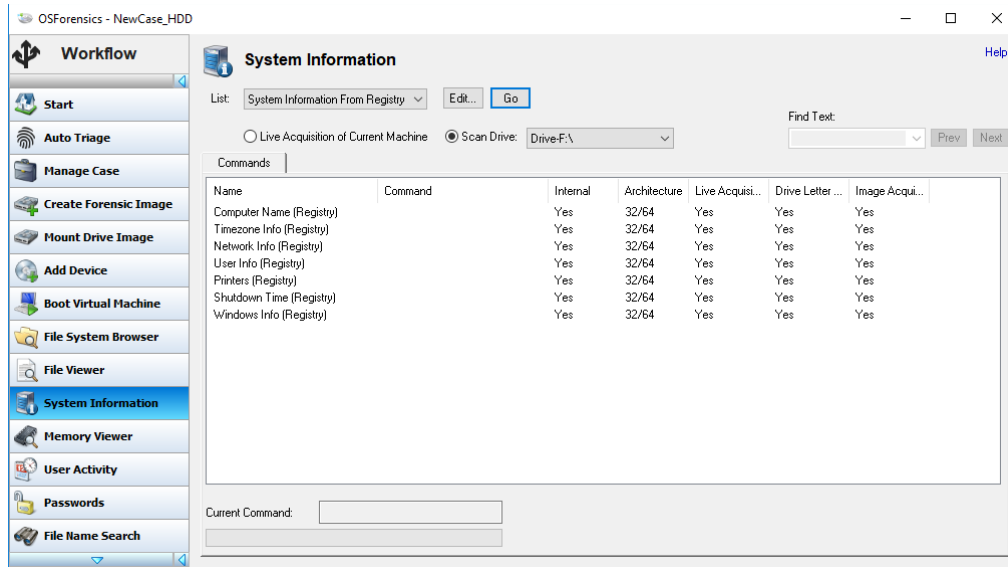 OSForensics - NewCase_HDD
Workflow
Start
Auto Triage
Manage Case
Create Forensic Image
Mount Drive Image
Add Device
Boot Virtual Machine
File System Browser
File Viewer
System Information
Memory Viewer
User Activity
Passwords
File Name Search
System Information
Help
List: System Information From Registry Edit... Go
Live Acquisition of Current Machine Scan Drive: Drive-F:\
Find Text:
Prev Next
Commands
Name Command Internal Architecture Live Acquisi... Drive Letter ... Image Acqui...
Computer Name (Registry) Yes 32/64 Yes Yes Yes
Timezone Info (Registry) Yes 32/64 Yes Yes Yes
Network Info (Registry) Yes 32/64 Yes Yes Yes
User Info (Registry) Yes 32/64 Yes Yes Yes
Printers (Registry) Yes 32/64 Yes Yes Yes
Shutdown Time (Registry) Yes 32/64 Yes Yes Yes
Windows Info (Registry) Yes 32/64 Yes Yes Yes
Current Command: